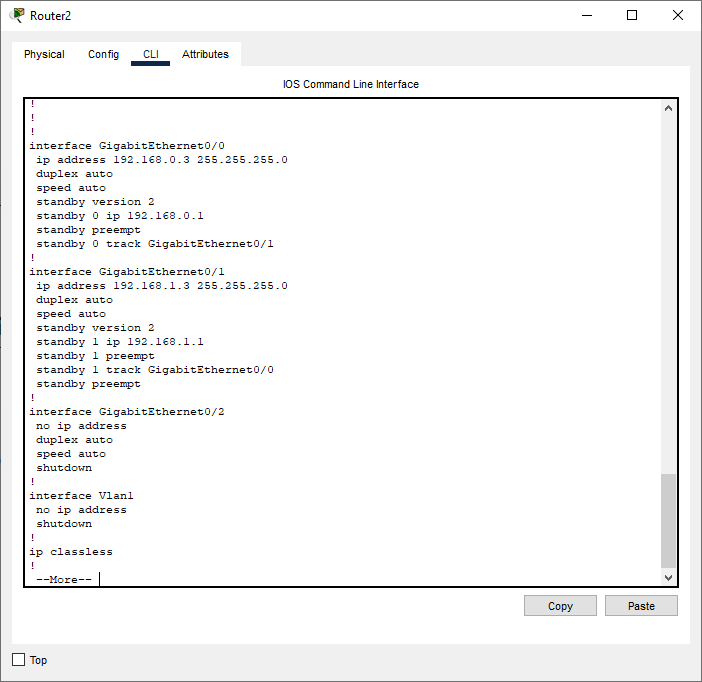 Router2
Physical Config CLI Attributes
IOS Command Line Interface
!
!
!
interface GigabitEthernet0/0
 ip address 192.168.0.3 255.255.255.0
 duplex auto
 speed auto
 standby version 2
 standby 0 ip 192.168.0.1
 standby preempt
 standby 0 track GigabitEthernet0/1
!
interface GigabitEthernet0/1
 ip address 192.168.1.3 255.255.255.0
 duplex auto
 speed auto
 standby version 2
 standby 1 ip 192.168.1.1
 standby 1 preempt
 standby 1 track GigabitEthernet0/0
 standby preempt
!
interface GigabitEthernet0/2
 no ip address
 duplex auto
 speed auto
 shutdown
!
interface Vlan1
 no ip address
 shutdown
!
ip classless
!
 --More--
Copy Paste
Top